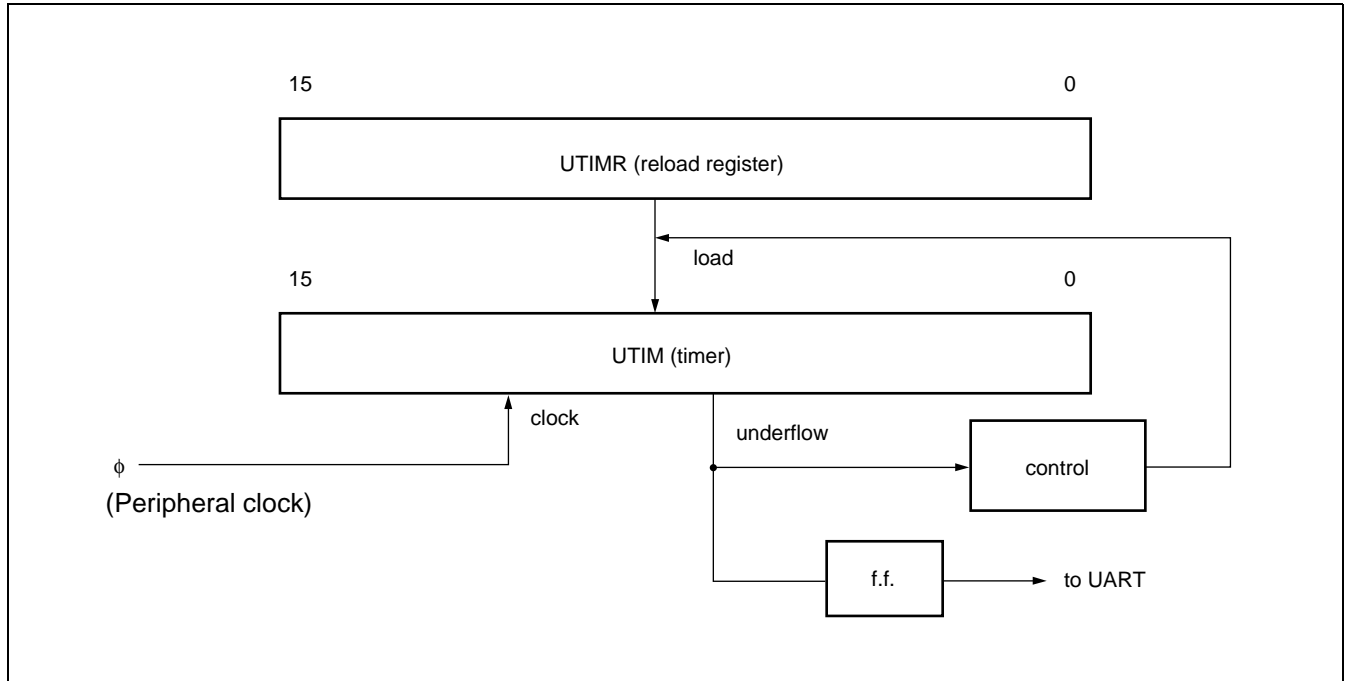 15 0
UTIMR (reload register)
load
15 0
UTIM (timer)
clock
underflow
ϕ
control
(Peripheral clock)
f.f.
to UART